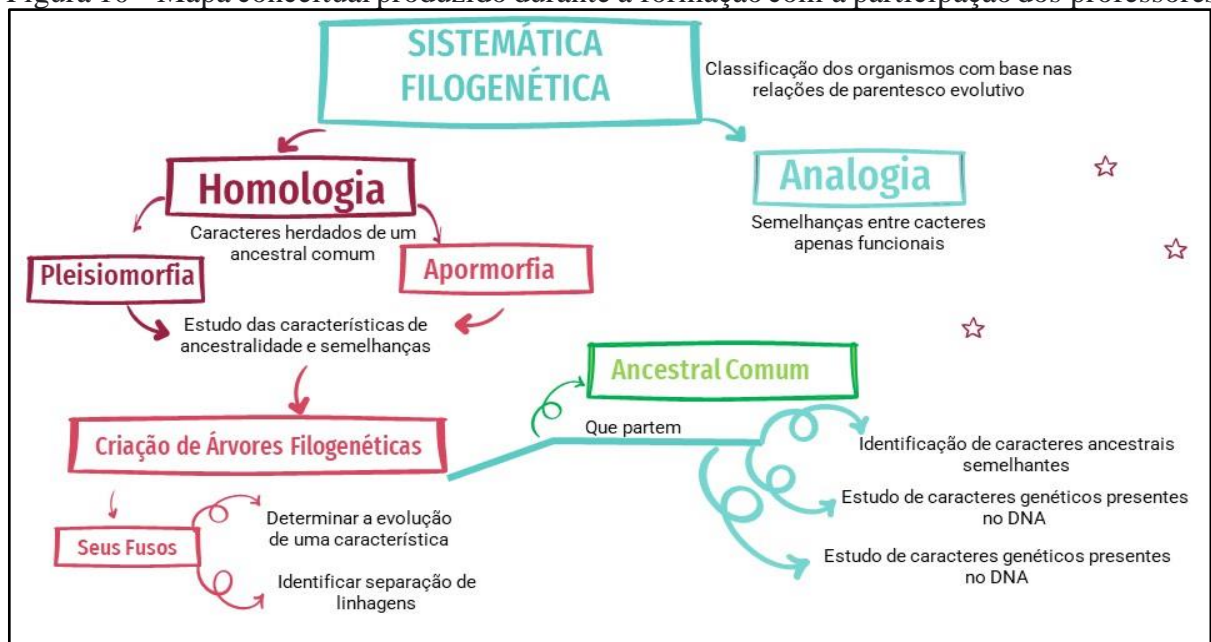 Figura 10 – Mapa conceitual produzido durante a formação com a participação dos professores
SISTEMÁTICA
FILOGENÉTICA
Classificação dos organismos com base nas
relações de parentesco evolutivo
Homologia
Caracteres herdados de um
ancestral comum
Analogia
Semelhanças entre cacteres
apenas funcionais
Pleisiomorfia
Apormorfia
Estudo das características de
ancestralidade e semelhanças
Ancestral Comum
Criação de Árvores Filogenéticas
Que partem
Identificação de caracteres ancestrais
semelhantes
Estudo de caracteres genéticos presentes
no DNA
Estudo de caracteres genéticos presentes
no DNA
Seus Fusos
Determinar a evolução
de uma característica
Identificar separação de
linhagens